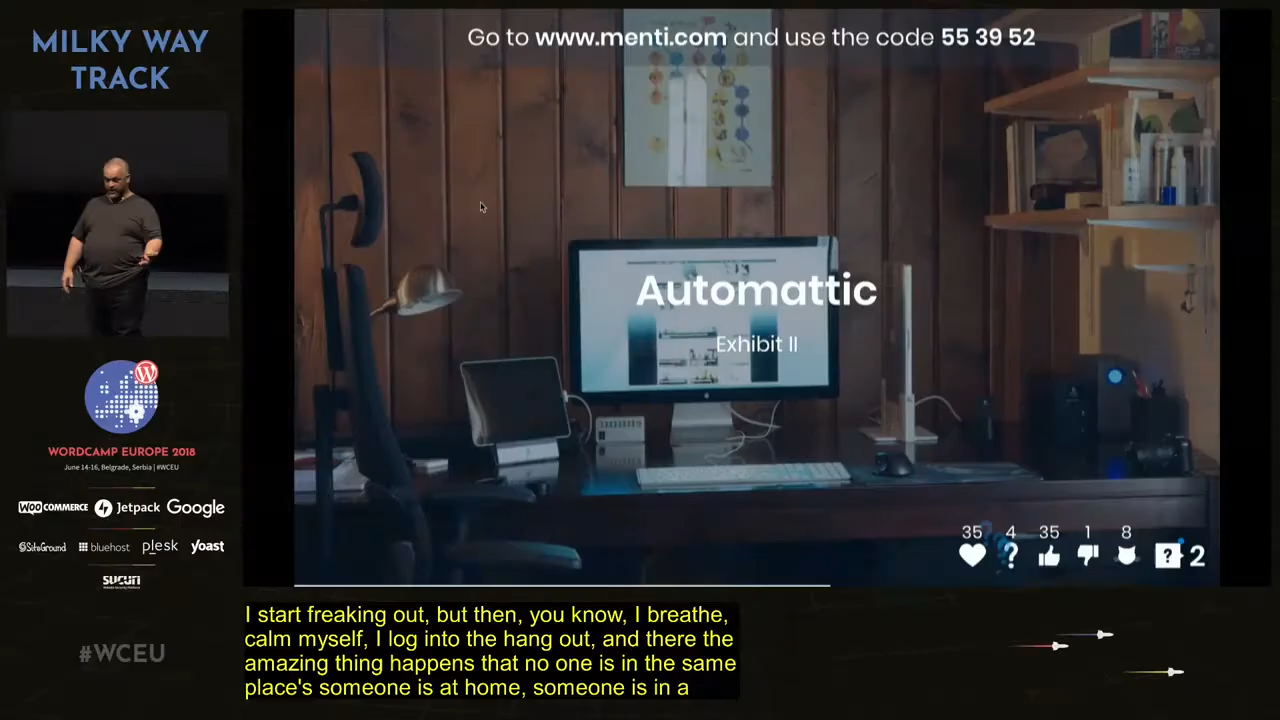 MILKY WAY
TRACK
Go to www.menti.com and use the code 55 39 52
Automattic
Exhibit II
35 4 35 1 8
? ? 2
W
WORDCAMP EUROPE 2018
June 14-16, Belgrade, Serbia | #WCEU
WOO COMMERCE Jetpack Google
SiteGround bluehost plesk yoast
SUCURI
#WCEU
I start freaking out, but then, you know, I breathe,
calm myself, I log into the hang out, and there the
amazing thing happens that no one is in the same
place's someone is at home, someone is in a